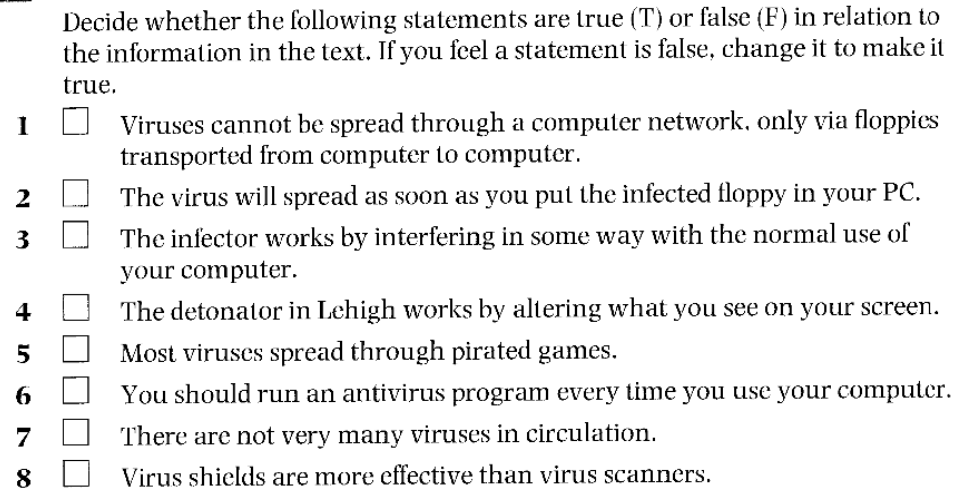 Decide whether the following statements are true (T) or false (F) in relation to
the information in the text. If you feel a statement is false, change it to make it
true.
1 Viruses cannot be spread through a computer network, only via floppies
transported from computer to computer.
2 The virus will spread as soon as you put the infected floppy in your PC.
3 The infector works by interfering in some way with the normal use of
your computer.
4 The detonator in Lehigh works by altering what you see on your screen.
5 Most viruses spread through pirated games.
6 You should run an antivirus program every time you use your computer.
7 There are not very many viruses in circulation.
8 Virus shields are more effective than virus scanners.